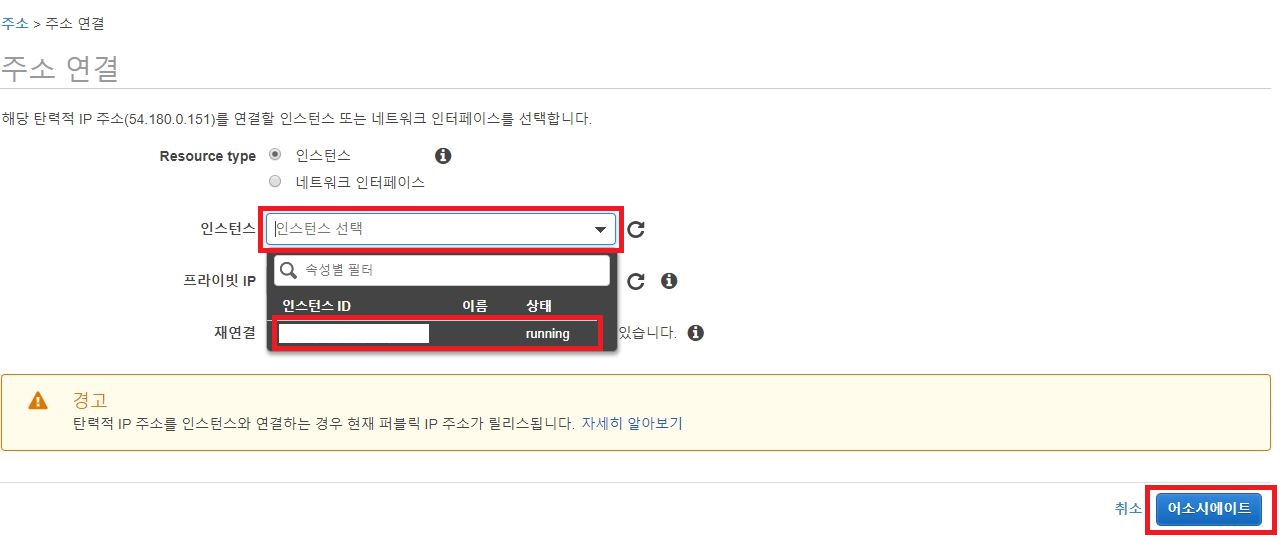 주소 > 주소 연결
주소 연결
해당 탄력적 IP 주소(54.180.0.151)를 연결할 인스턴스 또는 네트워크 인터페이스를 선택합니다.
Resource type 인스턴스
네트워크 인터페이스
인스턴스 인스턴스 선택
속성별 필터
프라이빗 IP
인스턴스 ID 이름 상태
재연결 running 있습니다.
경고
탄력적 IP 주소를 인스턴스와 연결하는 경우 현재 퍼블릭 IP 주소가 릴리스됩니다. 자세히 알아보기
취소 어소시에이트